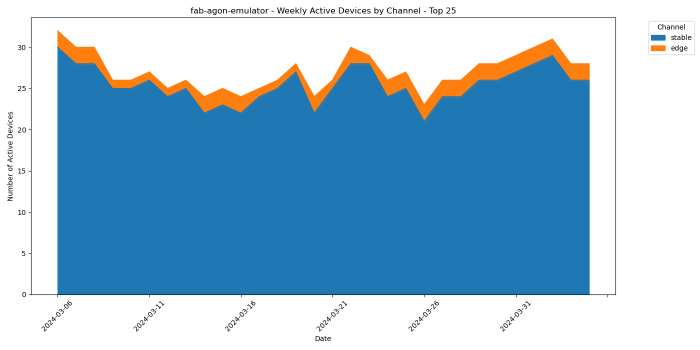 fab-agon-emulator - Weekly Active Devices by Channel - Top 25
Channel
stable
edge
Number of Active Devices
30
25
20
15
10
5
0
2024-03-06
2024-03-11
2024-03-16
2024-03-21
2024-03-26
2024-03-31
Date